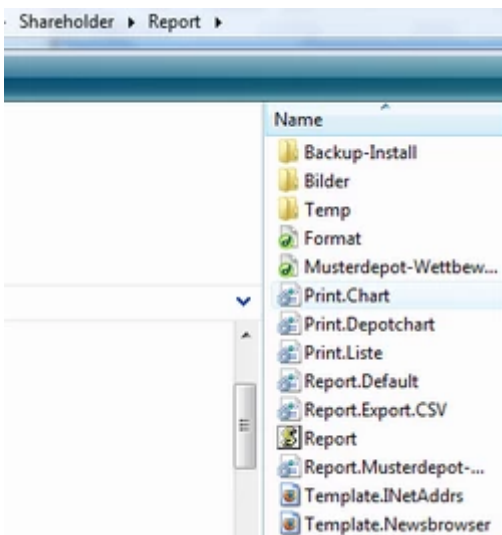 Shareholder ▸ Report ▸
Name
Backup-Install
Bilder
Temp
Format
Musterdepot-Wettbew...
Print.Chart
Print.Depotchart
Print.Liste
Report.Default
Report.Export.CSV
Report
Report.Musterdepot-...
Template.INetAddrs
Template.Newsbrowser